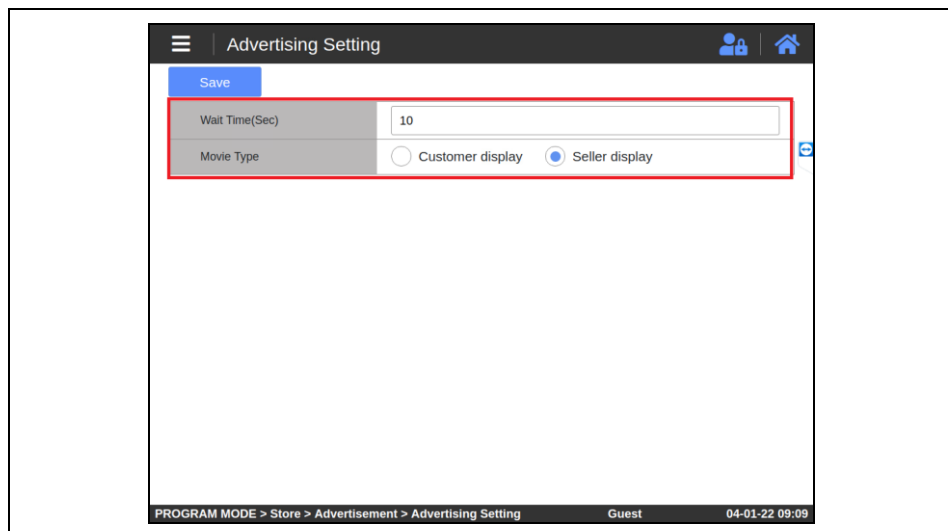 Advertising Setting
Save
Wait Time(Sec) 10
Movie Type Customer display Seller display
PROGRAM MODE > Store > Advertisement > Advertising Setting Guest 04-01-22 09:09